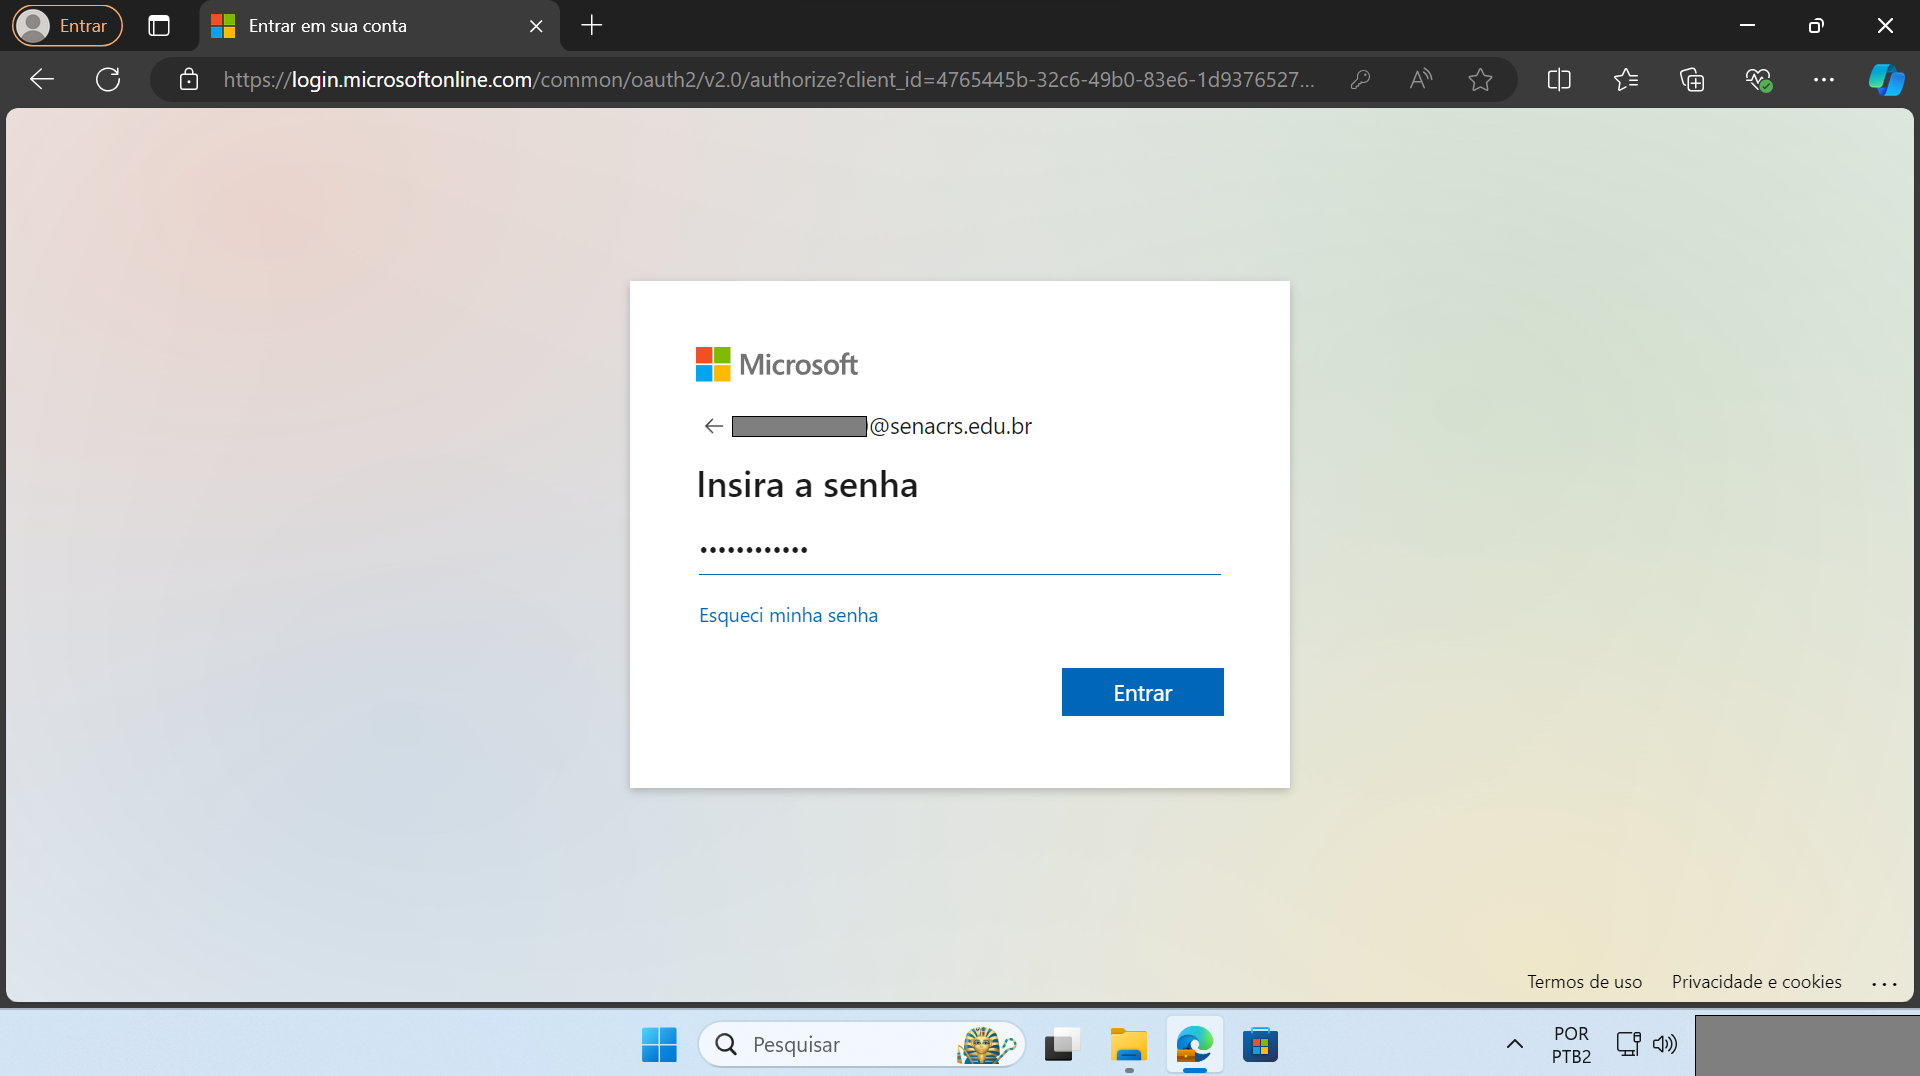 Entrar
Entrar em sua conta
https://login.microsoftonline.com/common/oauth2/v2.0/authorize?client_id=4765445b-32c6-49b0-83e6-1d9376527...
Microsoft
@senacrs.edu.br
Insira a senha
Esqueci minha senha
Entrar
Termos de uso
Privacidade e cookies
Pesquisar
POR
PTB2